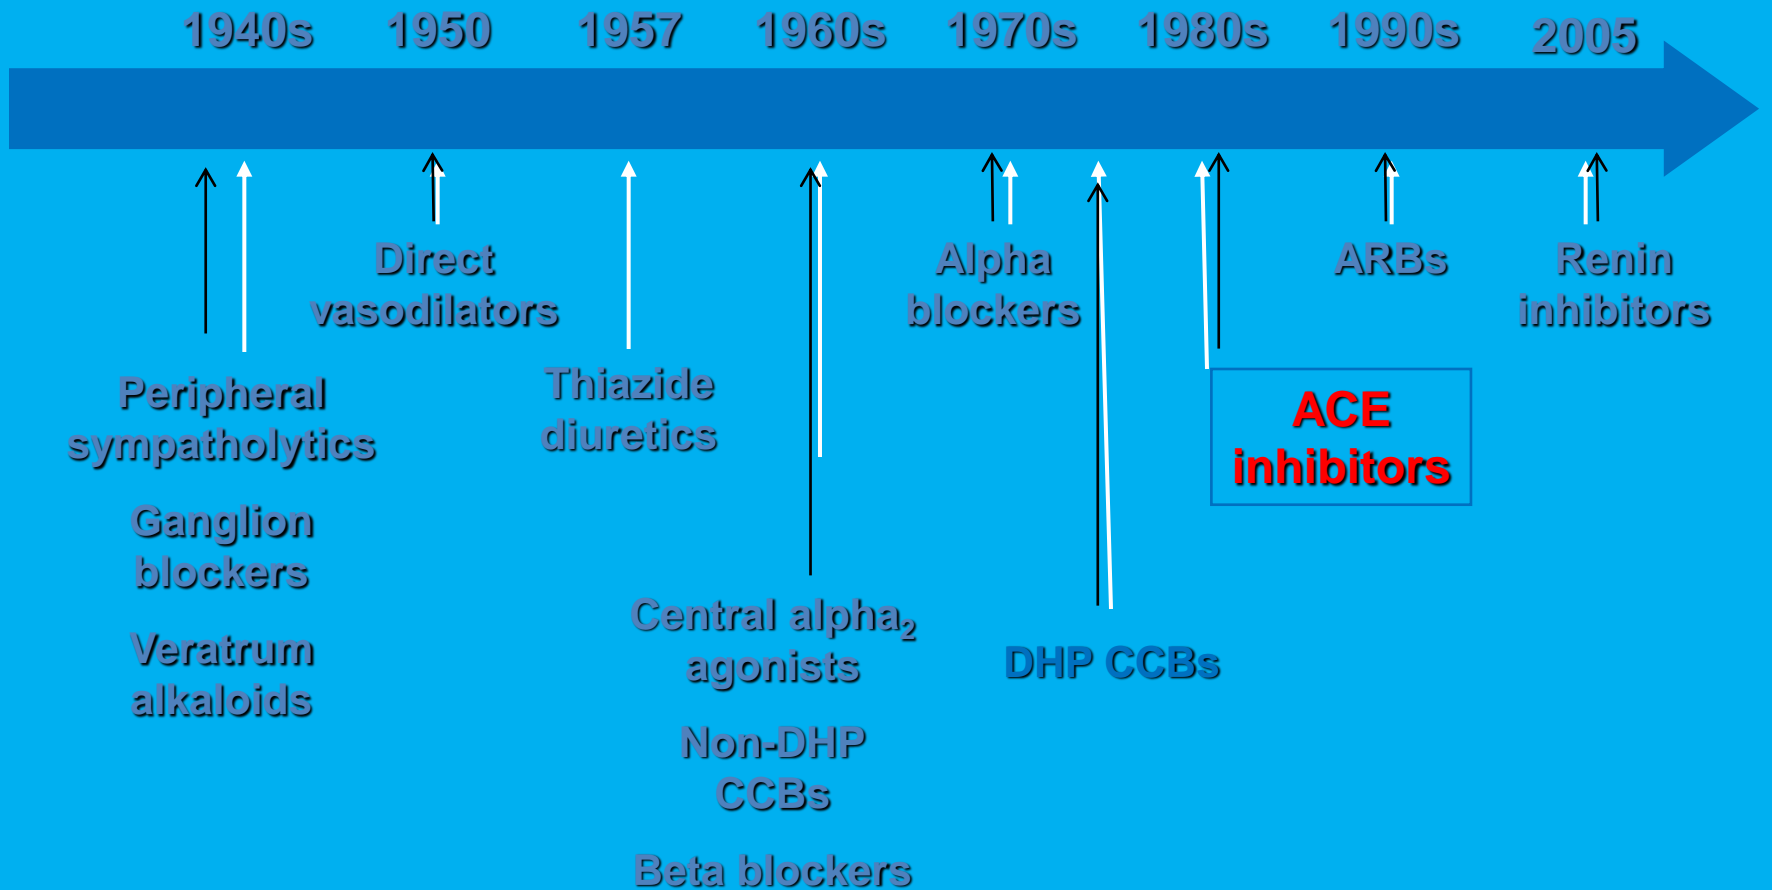 1940s 1950 1957 1960s 1970s 1980s 1990s 2005
Direct
vasodilators
Alpha
blockers
ARBs
Renin
inhibitors
Peripheral
sympatholytics
Thiazide
diuretics
ACE
inhibitors
Ganglion
blockers
Veratrum
alkaloids
Central alpha₂
agonists
DHP CCBs
Non-DHP
CCBs
Beta blockers